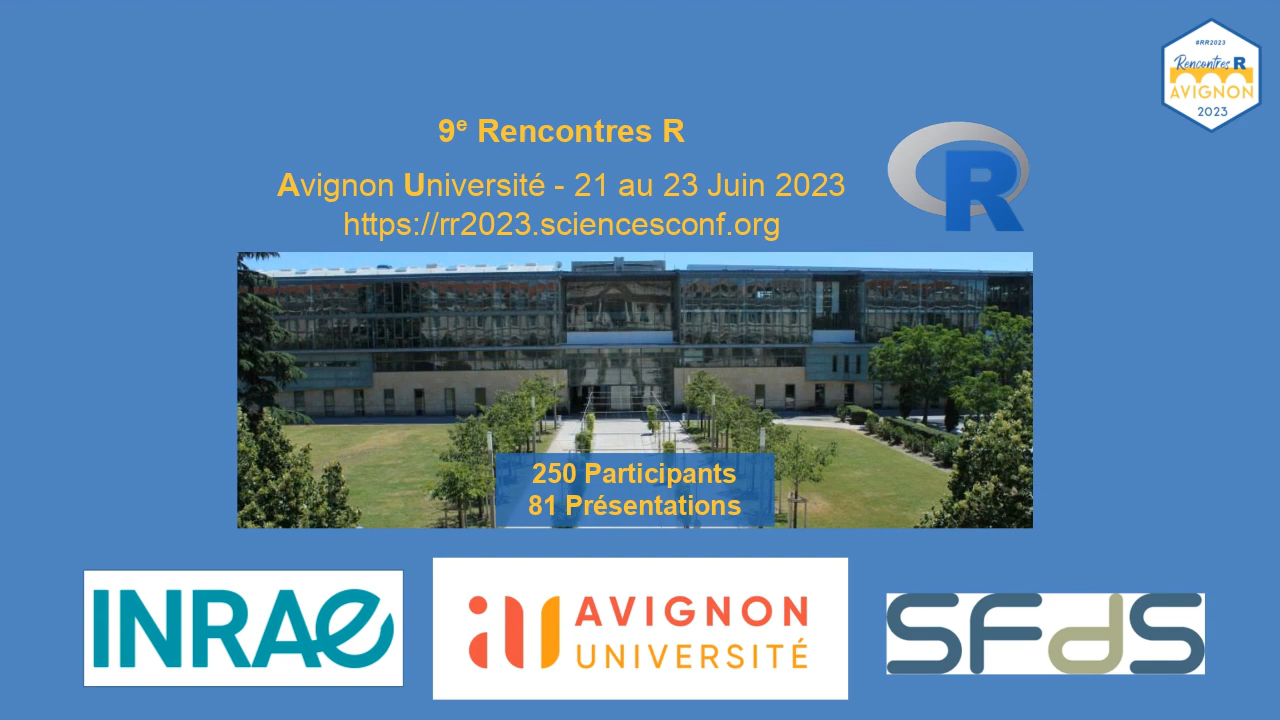 #RR2023
Rencontres R
AVIGNON
2023
9e Rencontres R
Avignon Université - 21 au 23 Juin 2023
https://rr2023.sciencesconf.org
R
250 Participants
81 Présentations
INRAE
au AVIGNON
UNIVERSITÉ
SFdS